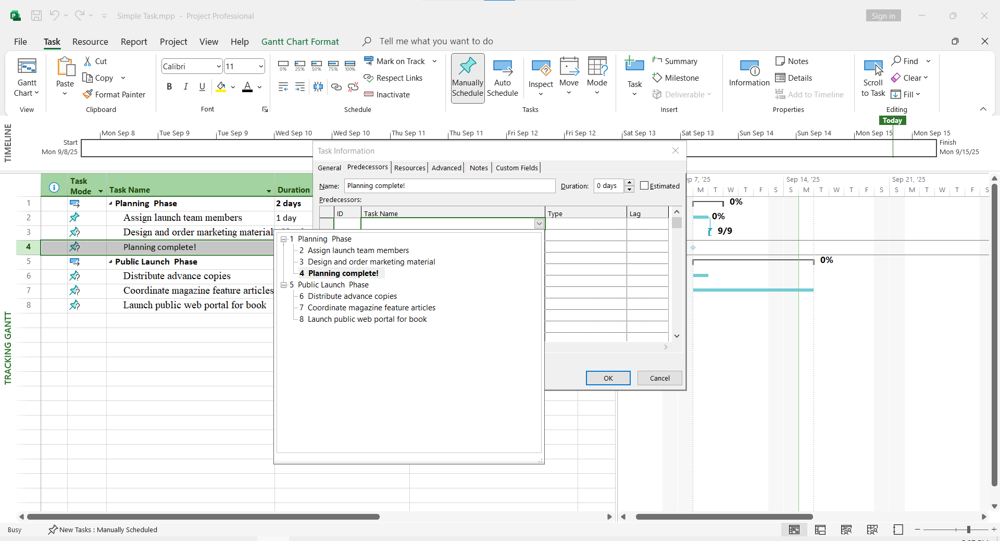 Simple Task.mpp - Project Professional
Sign in
File Task Resource Report Project View Help Gantt Chart Format Tell me what you want to do
Gantt Chart
View
Paste
Cut
Copy
Format Painter
Clipboard
Calibri 11
B I U A
Font
0% 25% 50% 75% 100%
Mark on Track
Respect Links
Inactivate
Schedule
Manually Schedule
Auto Schedule
Inspect
Move
Mode
Tasks
Task
Summary
Milestone
Deliverable
Insert
Information
Notes
Details
Add to Timeline
Properties
Scroll to Task
Find
Clear
Fill
Editing
Today
TIMELINE
Mon Sep 8 Tue Sep 9 Tue Sep 9 Wed Sep 10 Wed Sep 10 Thu Sep 11 Thu Sep 11 Fri Sep 12 Fri Sep 12 Sat Sep 13 Sat Sep 13 Sun Sep 14 Sun Sep 14 Mon Sep 15 Mon Sep 15
Start
Mon 9/8/25
Finish
Mon 9/15/25
Task Information
General Predecessors Resources Advanced Notes Custom Fields
Name: Planning complete! Duration: 0 days Estimated
Predecessors:
ID Task Name Type Lag
1 Planning Phase
2 Assign launch team members
3 Design and order marketing material
4 Planning complete!
5 Public Launch Phase
6 Distribute advance copies
7 Coordinate magazine feature articles
8 Launch public web portal for book
OK Cancel
Task Mode Task Name Duration
1 Planning Phase 2 days
2 Assign launch team members 1 day
3 Design and order marketing material
4 Planning complete!
5 Public Launch Phase
6 Distribute advance copies
7 Coordinate magazine feature articles
8 Launch public web portal for book
TRACKING GANTT
7, '25 Sep 14, '25 Sep 21, '25
M T W T F S S M T W T F S S M T W T F S
0%
0%
9/9
0%
Busy New Tasks : Manually Scheduled